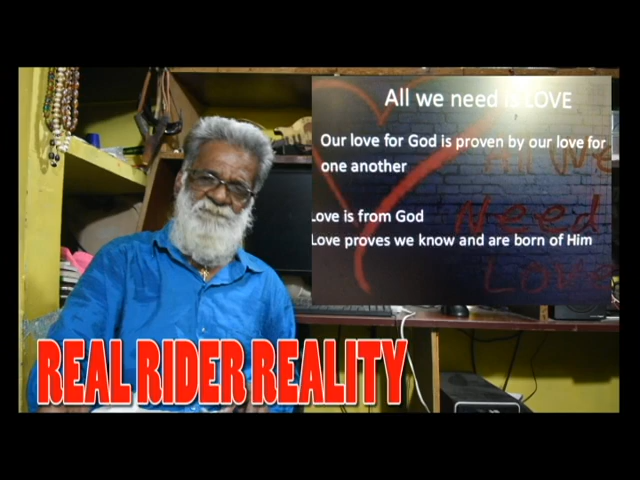 All we need is LOVE
Our love for God is proven by our love for
one another
Love is from God
Love proves we know and are born of Him
All We
Need
Love
REAL RIDER REALITY